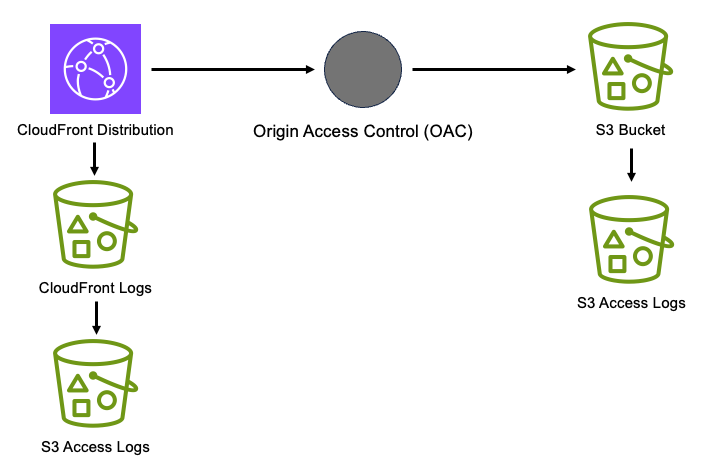 CloudFront Distribution
Origin Access Control (OAC)
S3 Bucket
CloudFront Logs
S3 Access Logs
S3 Access Logs